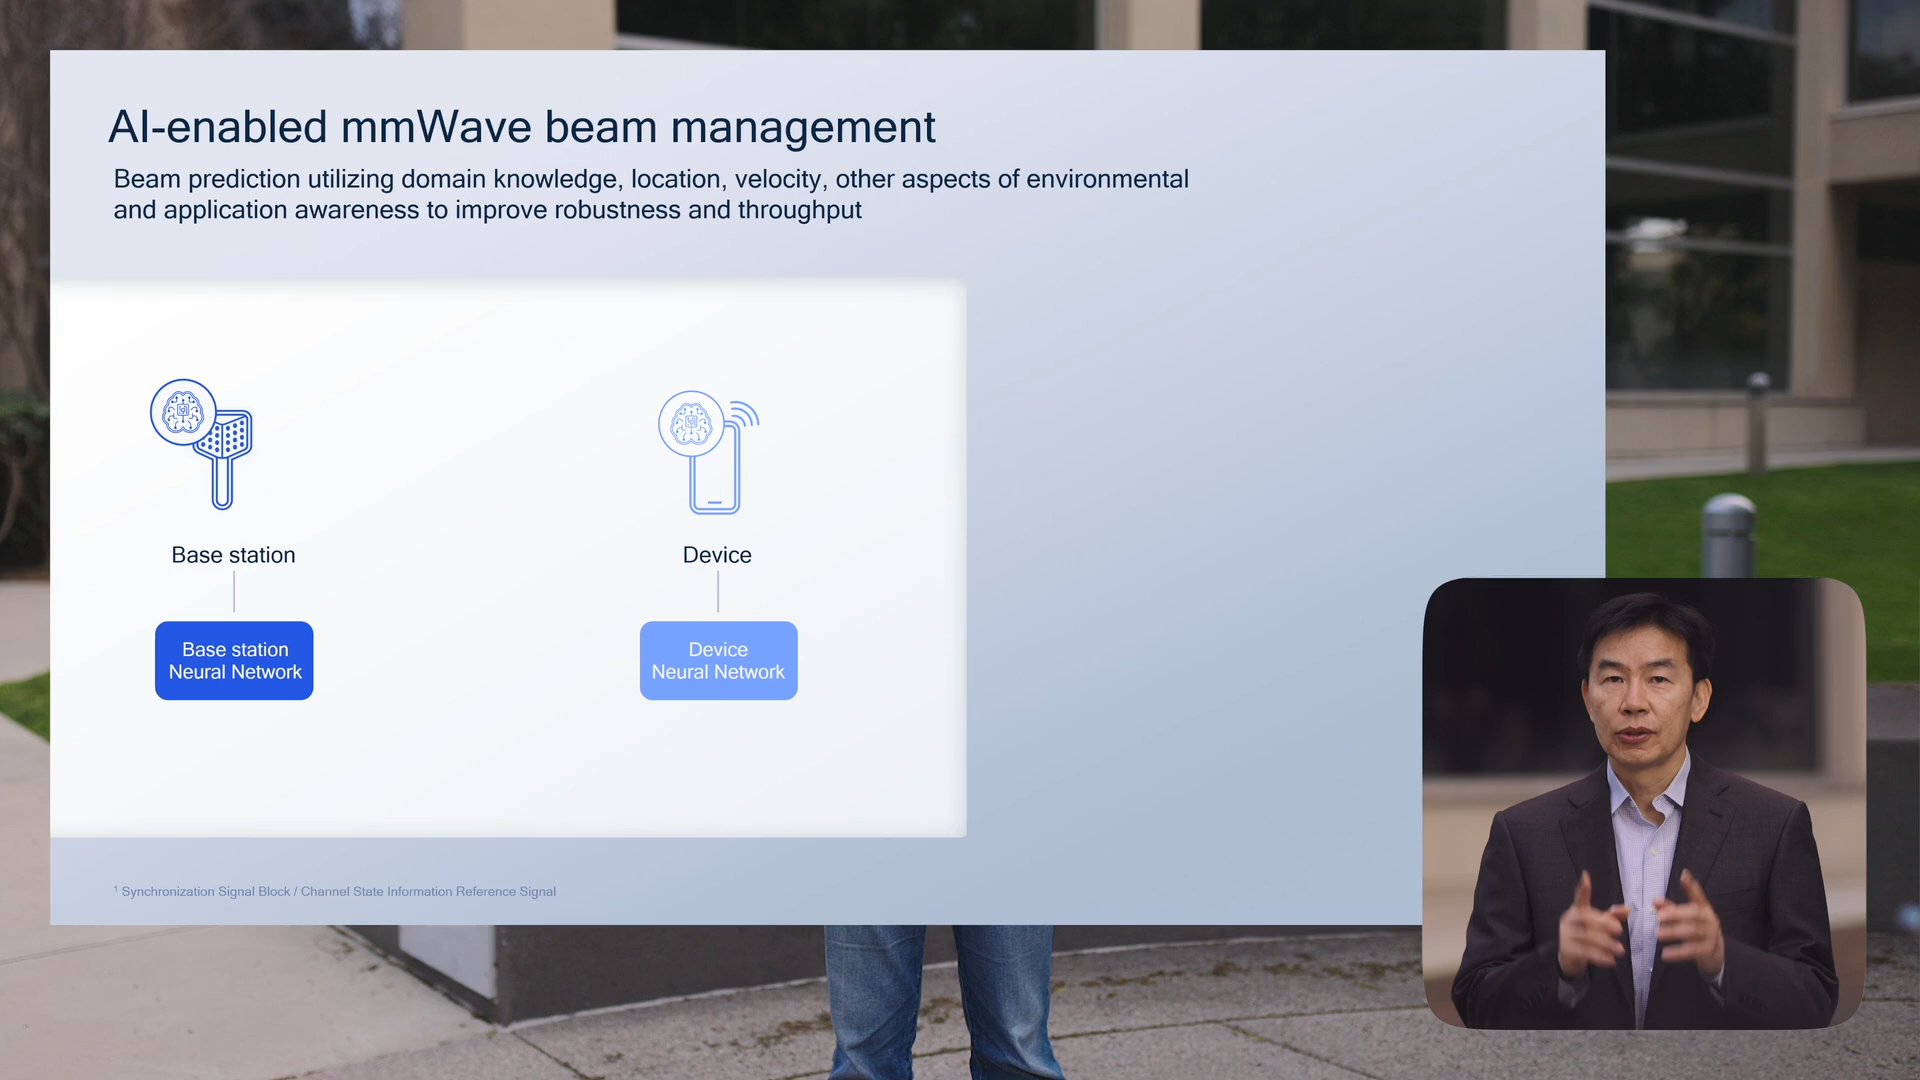 AI-enabled mmWave beam management
Beam prediction utilizing domain knowledge, location, velocity, other aspects of environmental
and application awareness to improve robustness and throughput
Base station
Device
Base station
Neural Network
Device
Neural Network
¹ Synchronization Signal Block / Channel State Information Reference Signal